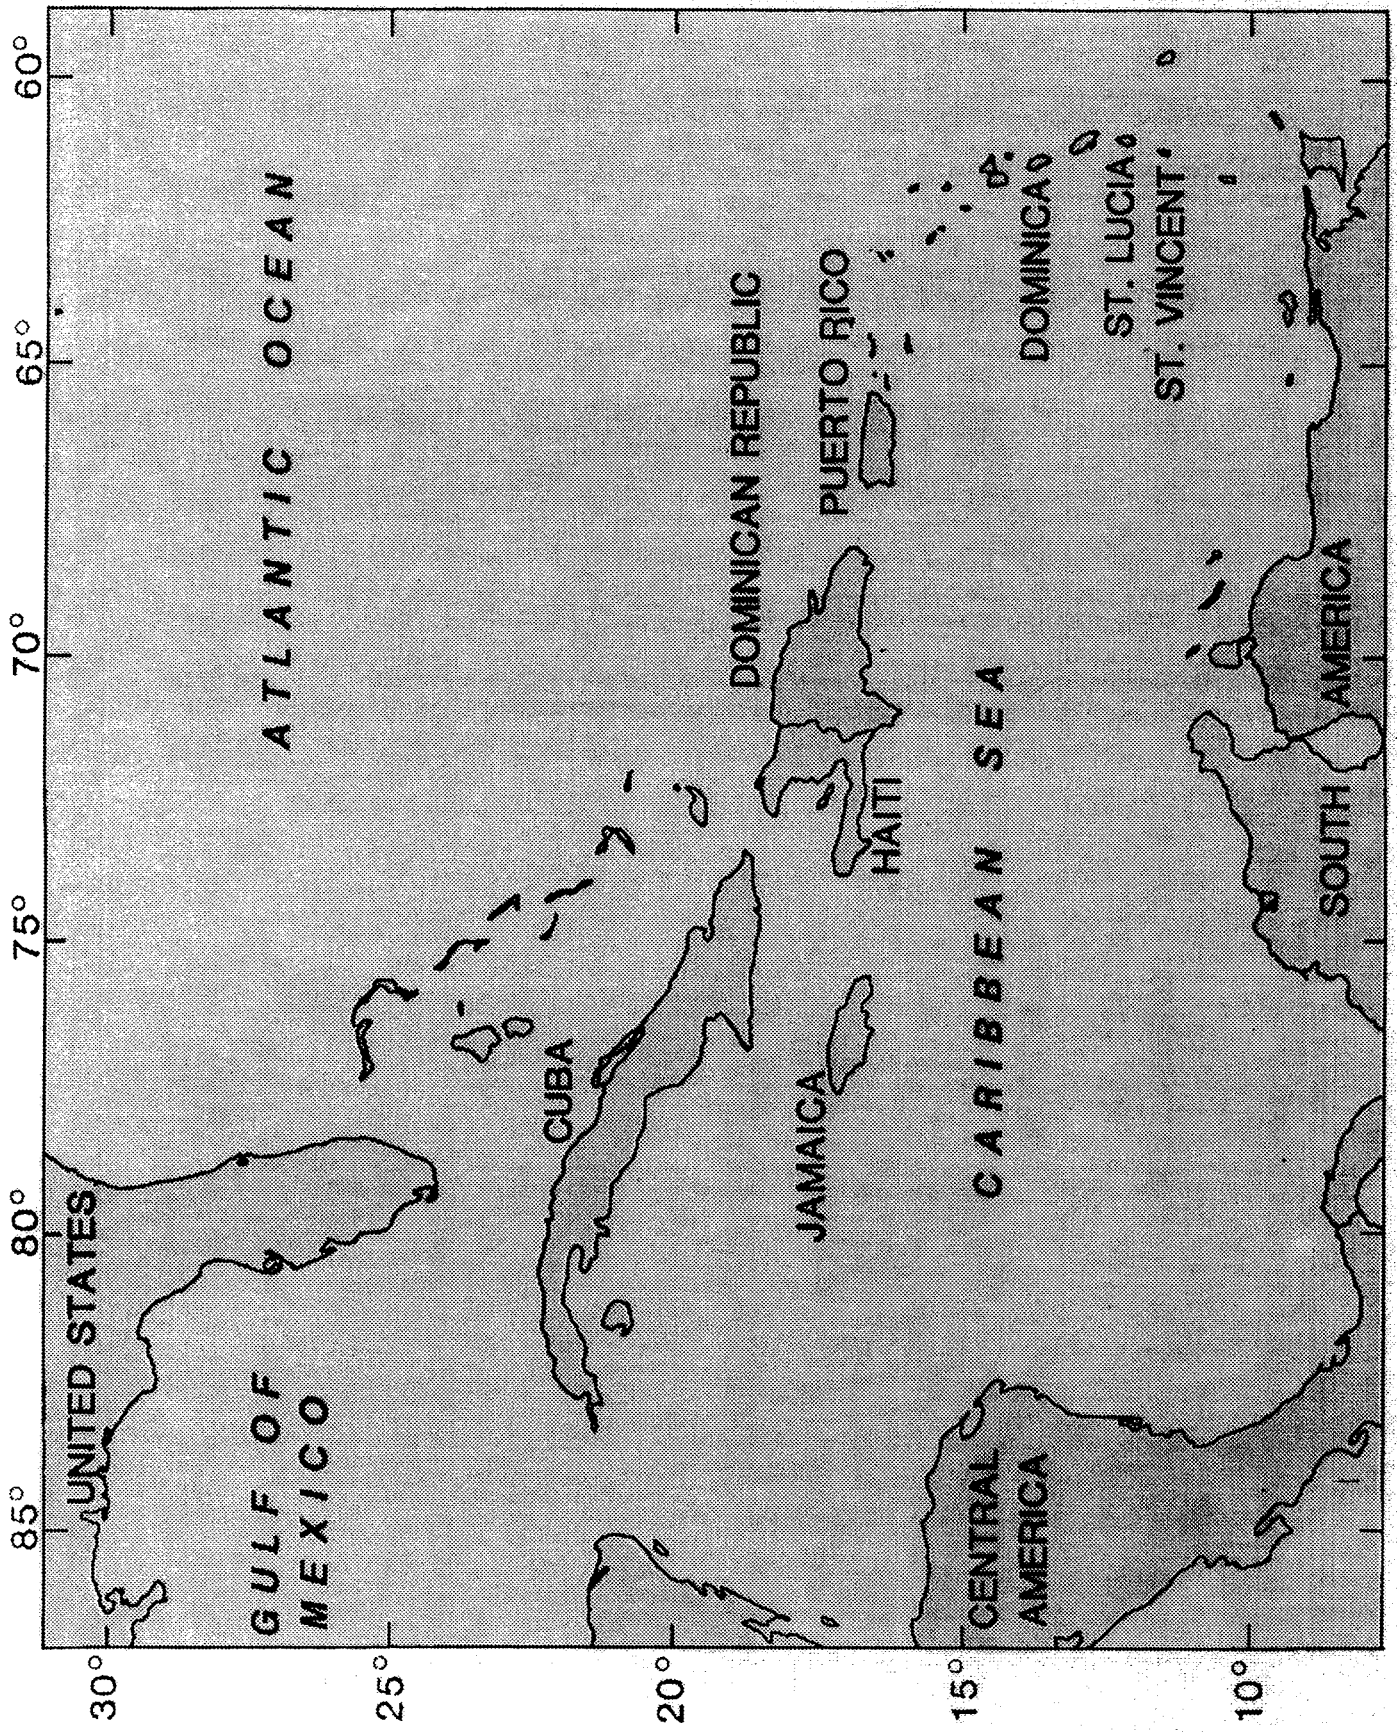 85°
80°
75°
70°
65°
60°
30°
25°
20°
15°
10°
UNITED STATES
GULF OF
MEXICO
ATLANTIC OCEAN
CUBA
DOMINICAN REPUBLIC
PUERTO RICO
JAMAICA
HAITI
CARIBBEAN SEA
DOMINICA
ST. LUCIA
ST. VINCENT
CENTRAL
AMERICA
SOUTH AMERICA